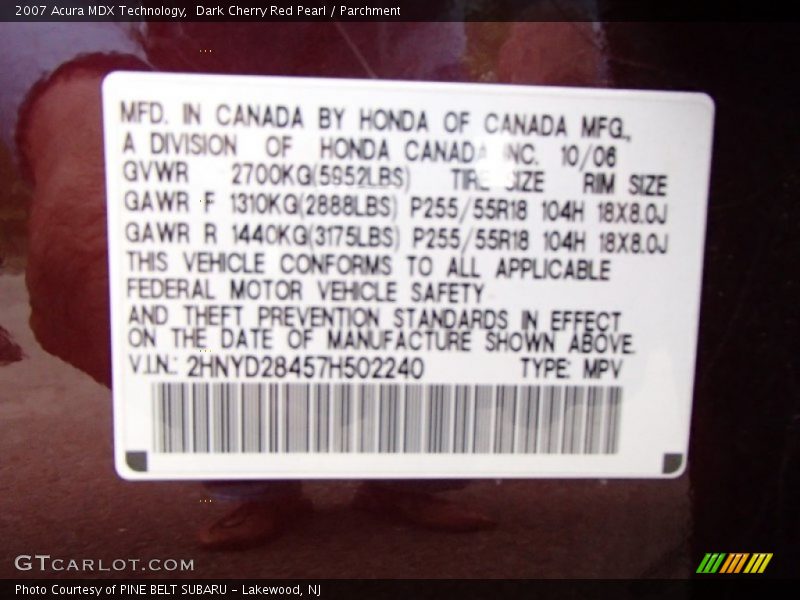 2007 Acura MDX Technology,  Dark Cherry Red Pearl / Parchment
MFD. IN CANADA BY HONDA OF CANADA MFG.,
A DIVISION OF HONDA CANADA INC. 10/06
GVWR 2700KG(5952LBS) TIRE SIZE RIM SIZE
GAWR F 1310KG(2888LBS) P255/55R18 104H 18X8.0J
GAWR R 1440KG(3175LBS) P255/55R18 104H 18X8.0J
THIS VEHICLE CONFORMS TO ALL APPLICABLE
FEDERAL MOTOR VEHICLE SAFETY
AND THEFT PREVENTION STANDARDS IN EFFECT
ON THE DATE OF MANUFACTURE SHOWN ABOVE.
V.I.N.: 2HNYD28457H502240 TYPE: MPV
GTCARLOT.COM
Photo Courtesy of PINE BELT SUBARU - Lakewood, NJ